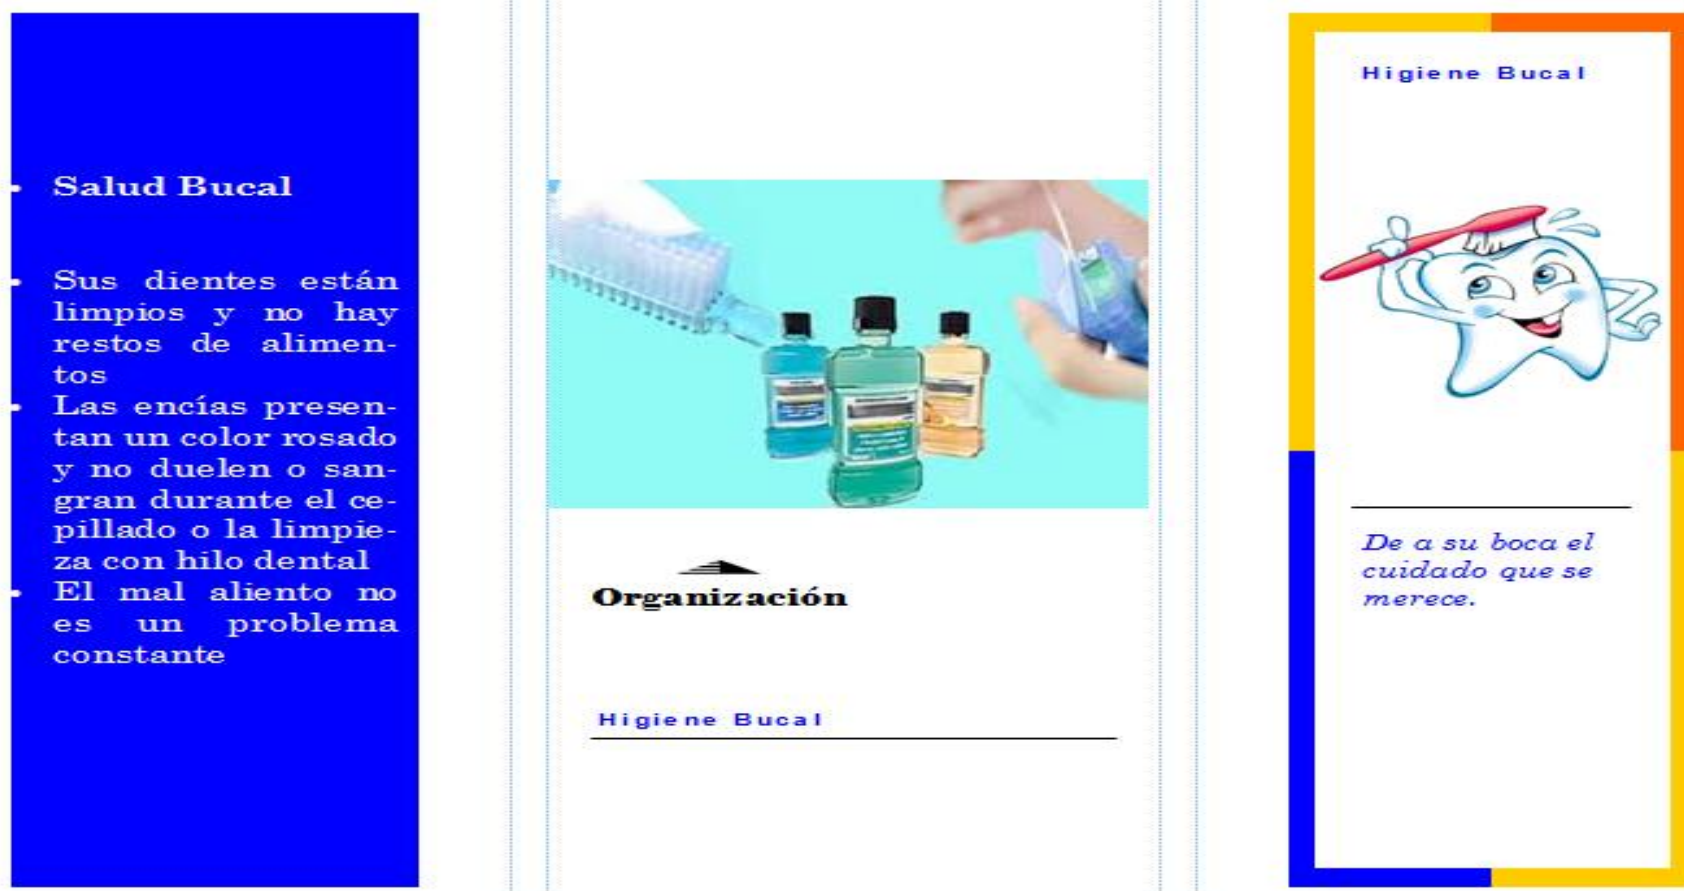 Salud Bucal
Sus dientes están
limpios y no hay
restos de alimen-
tos
Las encías presen-
tan un color rosado
y no duelen o san-
gran durante el ce-
pillado o la limpie-
za con hilo dental
El mal aliento no
es un problema
constante
Organización
Higiene Bucal
Higiene Bucal
De a su boca el
cuidado que se
merece.